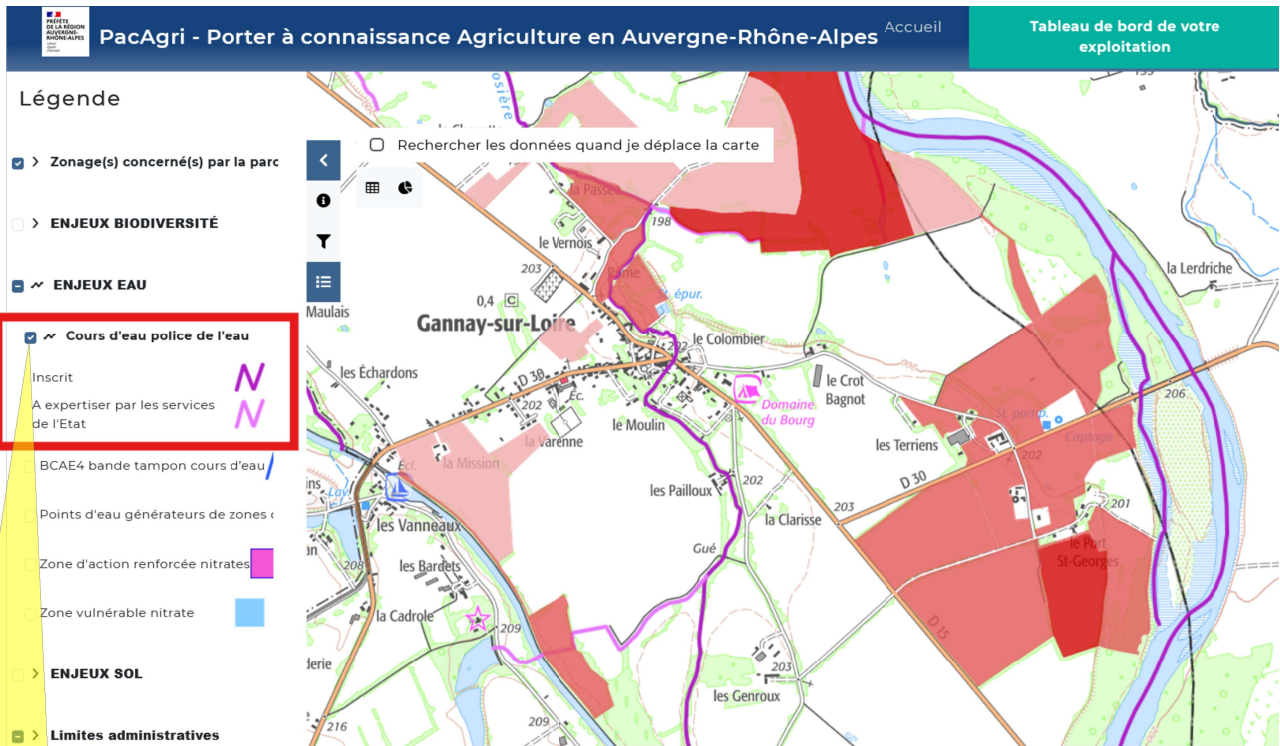 PRÉFÈTE
DE LA RÉGION
AUVERGNE-
RHÔNE-ALPES
PacAgri - Porter à connaissance Agriculture en Auvergne-Rhône-Alpes
Accueil
Tableau de bord de votre
exploitation
Légende
Zonage(s) concerné(s) par la parc
ENJEUX BIODIVERSITÉ
ENJEUX EAU
Cours d'eau police de l'eau
Inscrit
A expertiser par les services
de l'Etat
BCAE4 bande tampon cours d'eau
Points d'eau générateurs de zones
Zone d'action renforcée nitrates
Zone vulnérable nitrate
ENJEUX SOL
Limites administratives
Rechercher les données quand je déplace la carte
osière
la Passée
198
le Vernois
203
Rome
St. épur.
la Lerdriche
Maulais
0,4 C
Gannay-sur-Loire
202
le Colombier
les Échardons
D 30
Éc.
202
le Crot
Bagnot
206
Domaine
du Bourg
la Varenne
le Moulin
St. pomp.
Captage
les Terriens
202
Écl.
la Mission
D 30
Lav.
les Pailloux
202
203
201
la Clarisse
les Vanneaux
le Port
St-Georges
Gué
208
les Bardets
la Cadrole
209
D 15
203
les Genroux
209
216